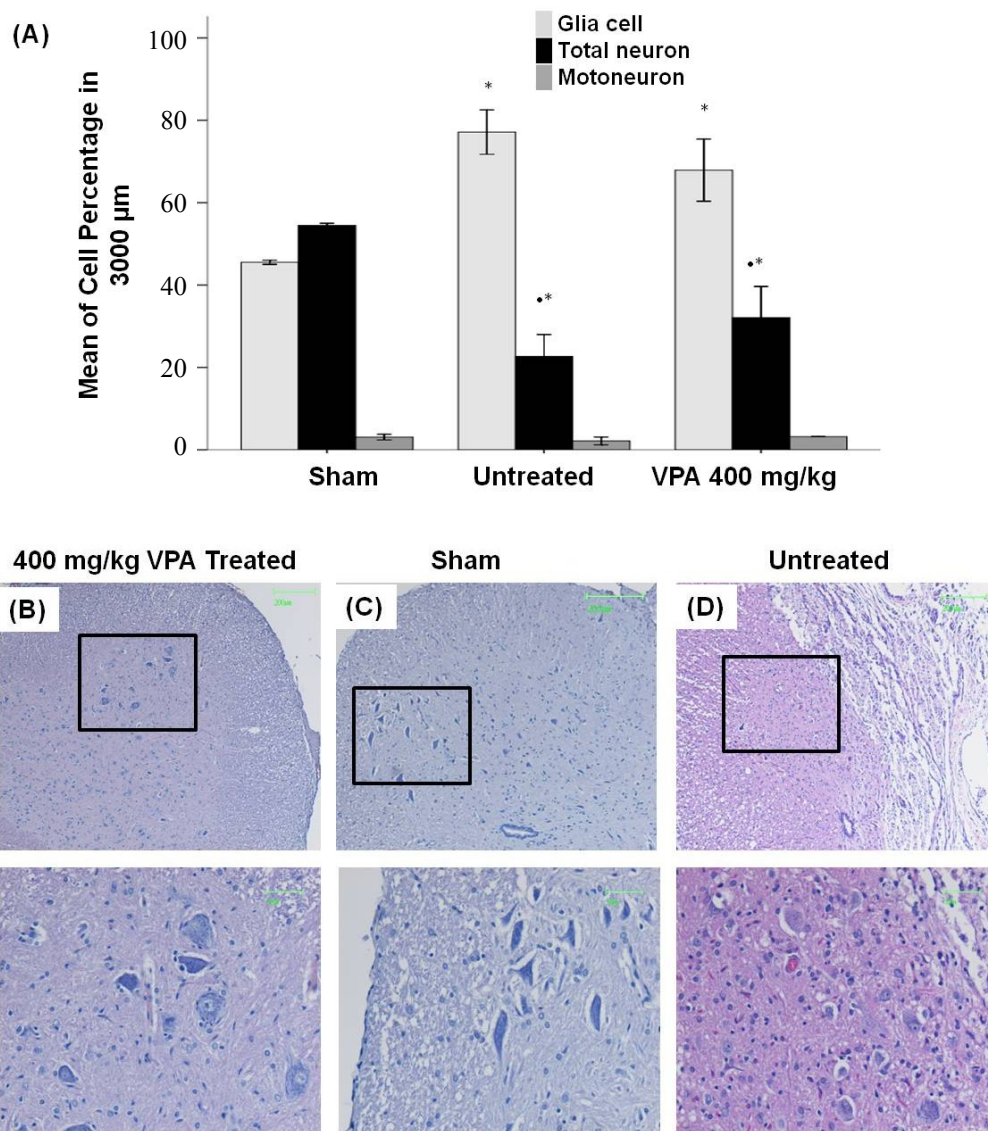 (A)
Glia cell
Total neuron
Motoneuron
Mean of Cell Percentage in
3000 µm
100
80
60
40
20
0
*
•*
*
•*
Sham
Untreated
VPA 400 mg/kg
400 mg/kg VPA Treated
Sham
Untreated
(B)
(C)
(D)